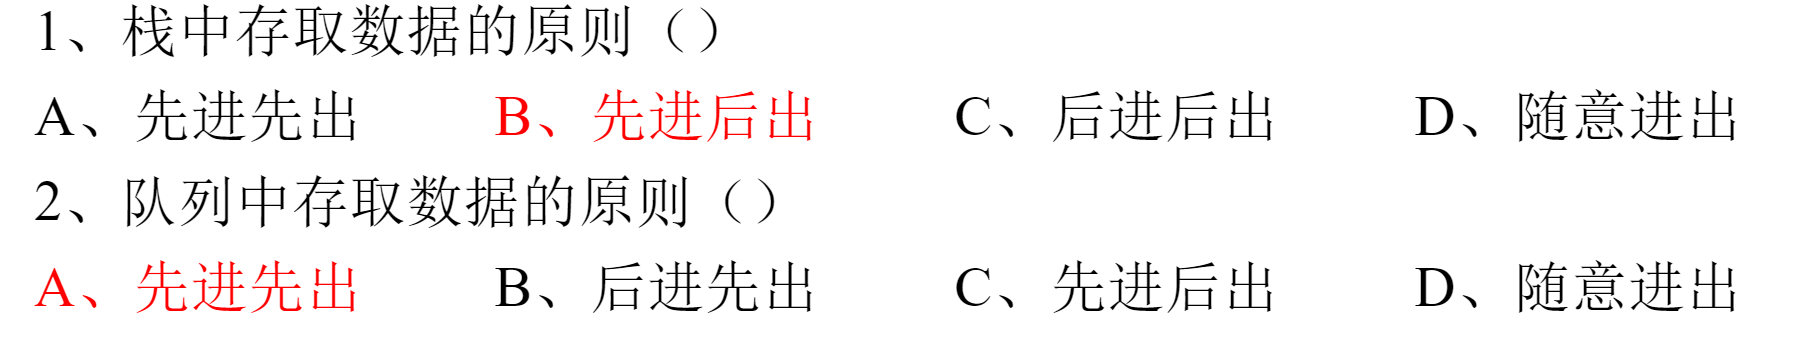 1、栈中存取数据的原则（）
A、先进先出 B、先进后出 C、后进后出 D、随意进出
2、队列中存取数据的原则（）
A、先进先出 B、后进先出 C、先进后出 D、随意进出